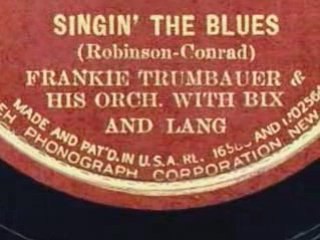 SINGIN' THE BLUES
(Robinson-Conrad)
FRANKIE TRUMBAUER &
HIS ORCH. WITH BIX
AND LANG
MADE AND PAT'D. IN U.S.A. RE. AND
PHONOGRAPH CORPORATION NEW